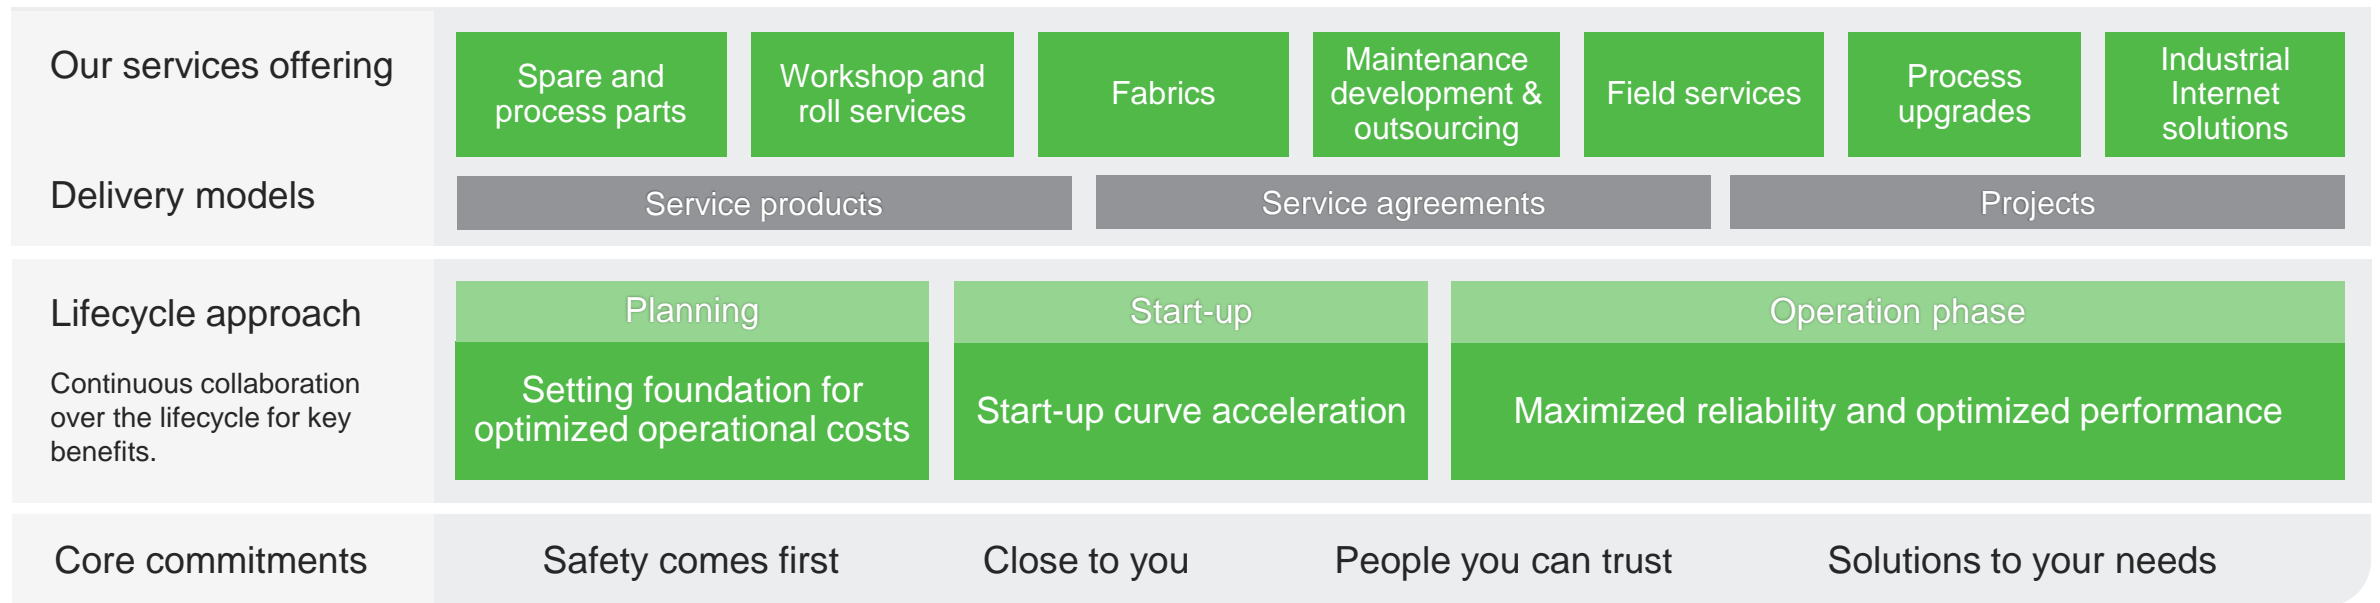 Our services offering
Spare and
process parts
Workshop and
roll services
Fabrics
Maintenance
development &
outsourcing
Field services
Process
upgrades
Industrial
Internet
solutions
Delivery models
Service products
Service agreements
Projects
Lifecycle approach
Continuous collaboration
over the lifecycle for key
benefits.
Planning
Setting foundation for
optimized operational costs
Start-up
Start-up curve acceleration
Operation phase
Maximized reliability and optimized performance
Core commitments
Safety comes first
Close to you
People you can trust
Solutions to your needs